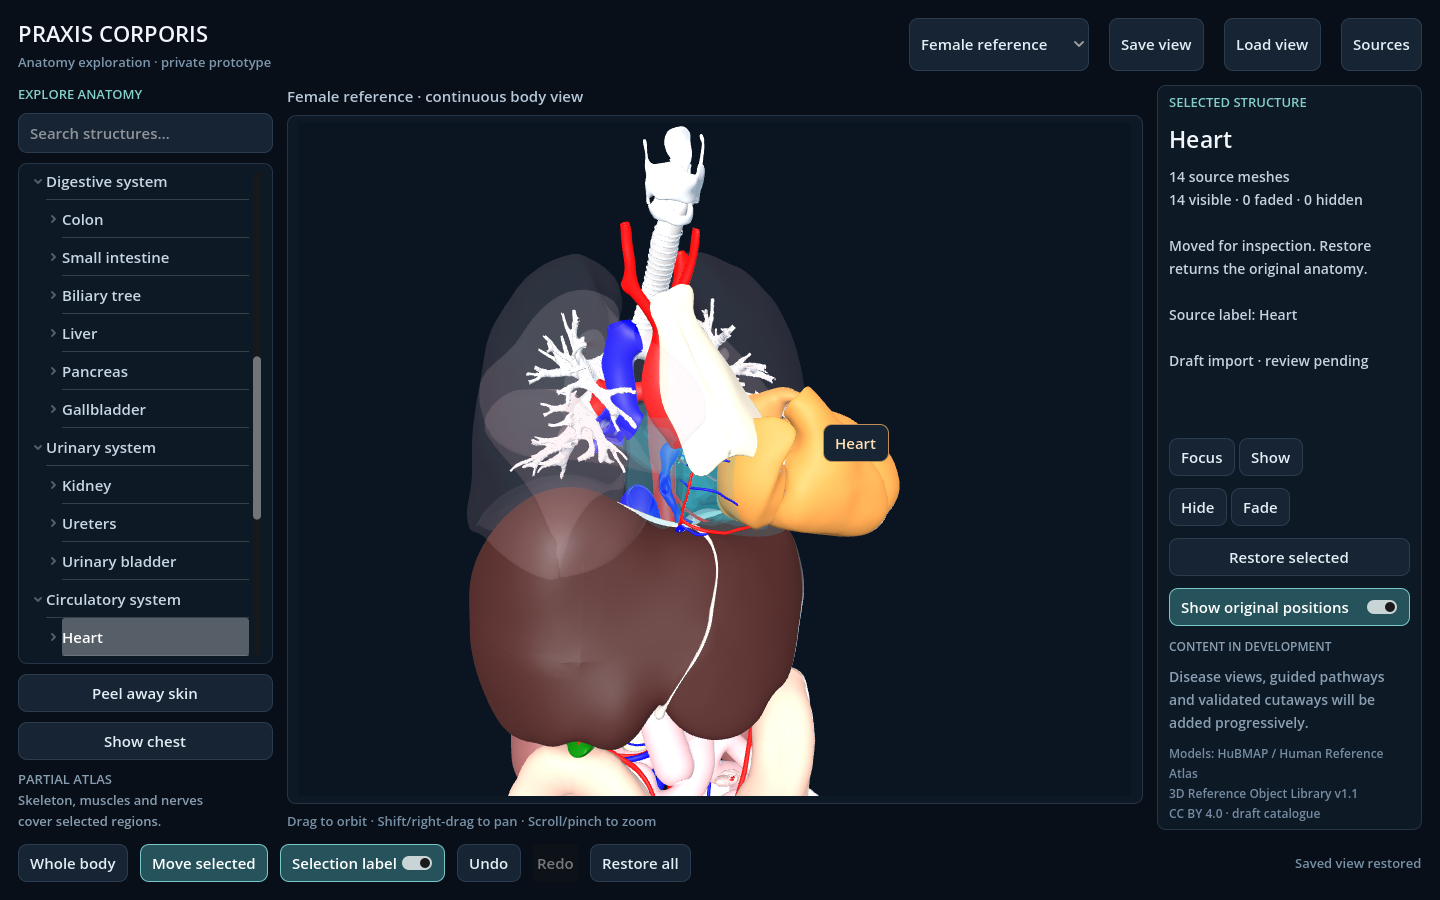 PRAXIS CORPORIS
Anatomy exploration · private prototype
Female reference
Save view
Load view
Sources
EXPLORE ANATOMY
Search structures...
Digestive system
Colon
Small intestine
Biliary tree
Liver
Pancreas
Gallbladder
Urinary system
Kidney
Ureters
Urinary bladder
Circulatory system
Heart
Peel away skin
Show chest
PARTIAL ATLAS
Skeleton, muscles and nerves
cover selected regions.
Female reference · continuous body view
Heart
Drag to orbit · Shift/right-drag to pan · Scroll/pinch to zoom
SELECTED STRUCTURE
Heart
14 source meshes
14 visible · 0 faded · 0 hidden
Moved for inspection. Restore
returns the original anatomy.
Source label: Heart
Draft import · review pending
Focus
Show
Hide
Fade
Restore selected
Show original positions
CONTENT IN DEVELOPMENT
Disease views, guided pathways
and validated cutaways will be
added progressively.
Models: HuBMAP / Human Reference
Atlas
3D Reference Object Library v1.1
CC BY 4.0 · draft catalogue
Whole body
Move selected
Selection label
Undo
Redo
Restore all
Saved view restored